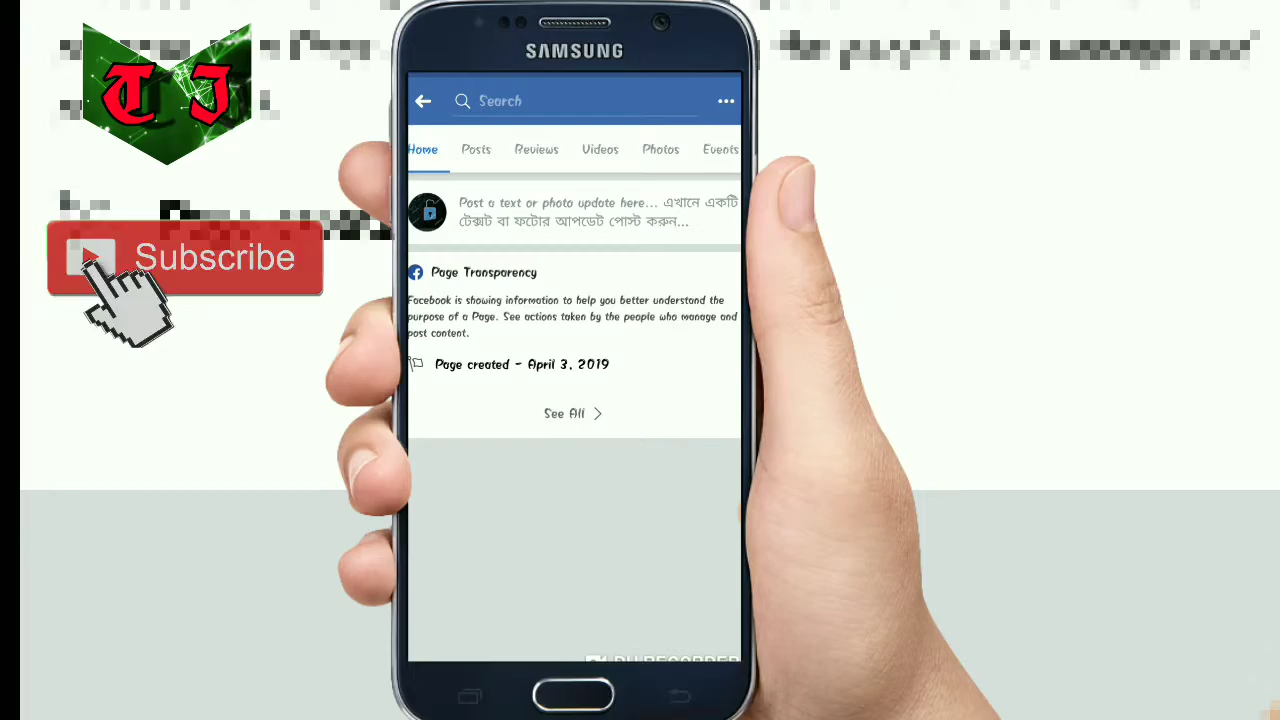 SAMSUNG
TJ
Search
Home Posts Reviews Videos Photos Events
Post a text or photo update here... এখানে একটি
টেক্সট বা ফটোর আপডেট পোস্ট করুন...
Subscribe
Page Transparency
Facebook is showing information to help you better understand the
purpose of a Page. See actions taken by the people who manage and
post content.
Page created - April 3, 2019
See All
DU RECORDER